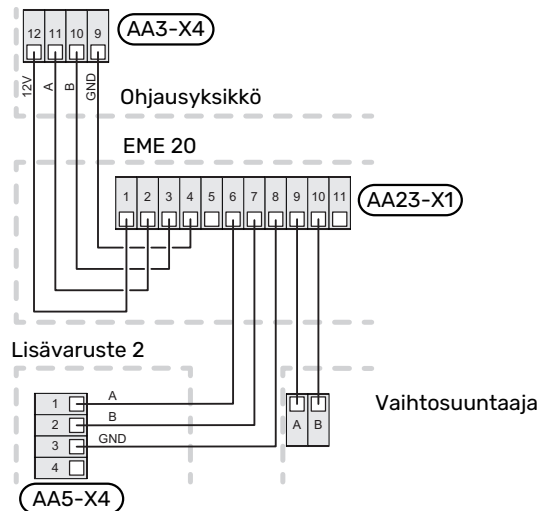 12 11 10 9
AA3-X4
12V
A
B
GND
Ohjausyksikkö
EME 20
1 2 3 4 5 6 7 8 9 10 11
AA23-X1
Lisävaruste 2
1 A
2 B
3 GND
4
A B
Vaihtosuuntaaja
AA5-X4